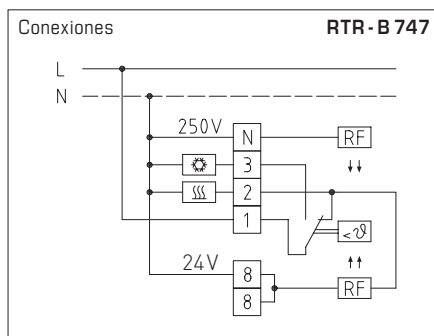 Conexiones RTR-B 747
L
N
250V N RF
3
2
1 <ϑ
24V 8 RF
8